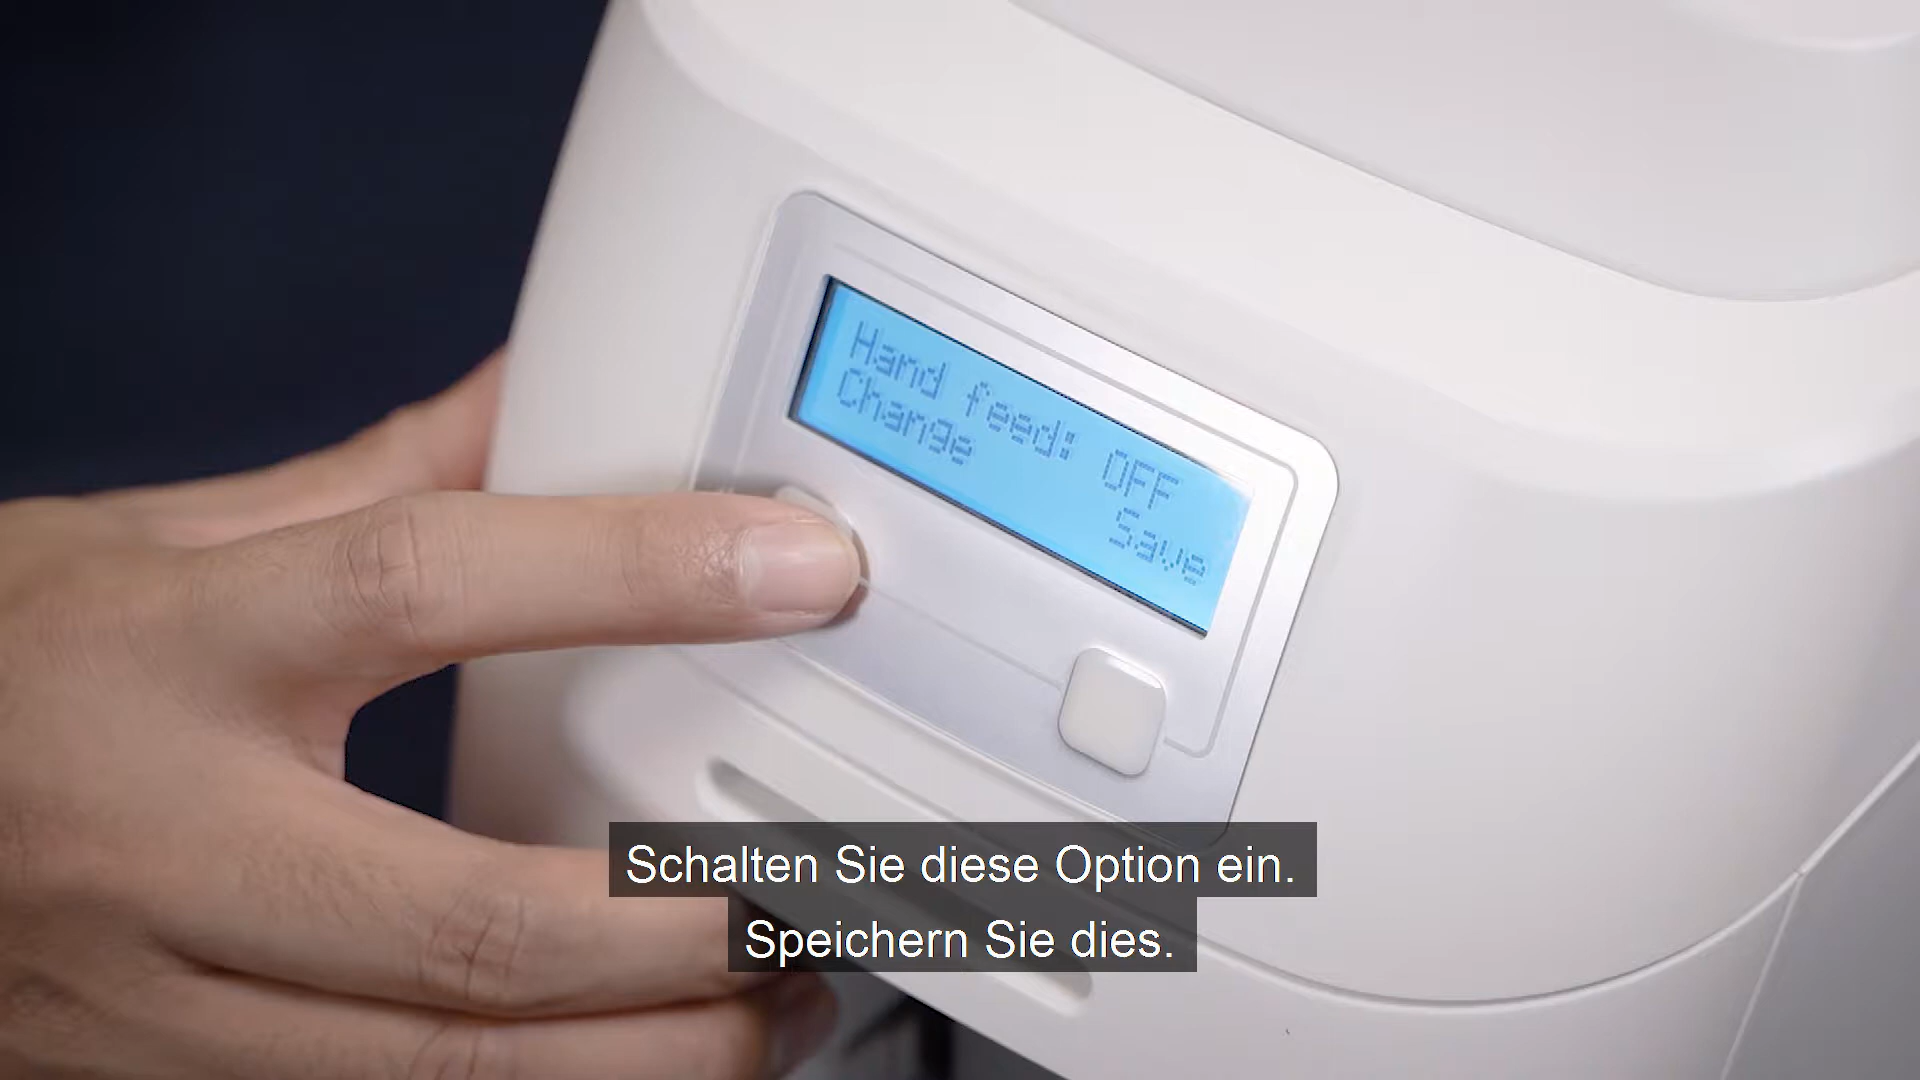 Hand feed: OFF
Change Save
Schalten Sie diese Option ein.
Speichern Sie dies.